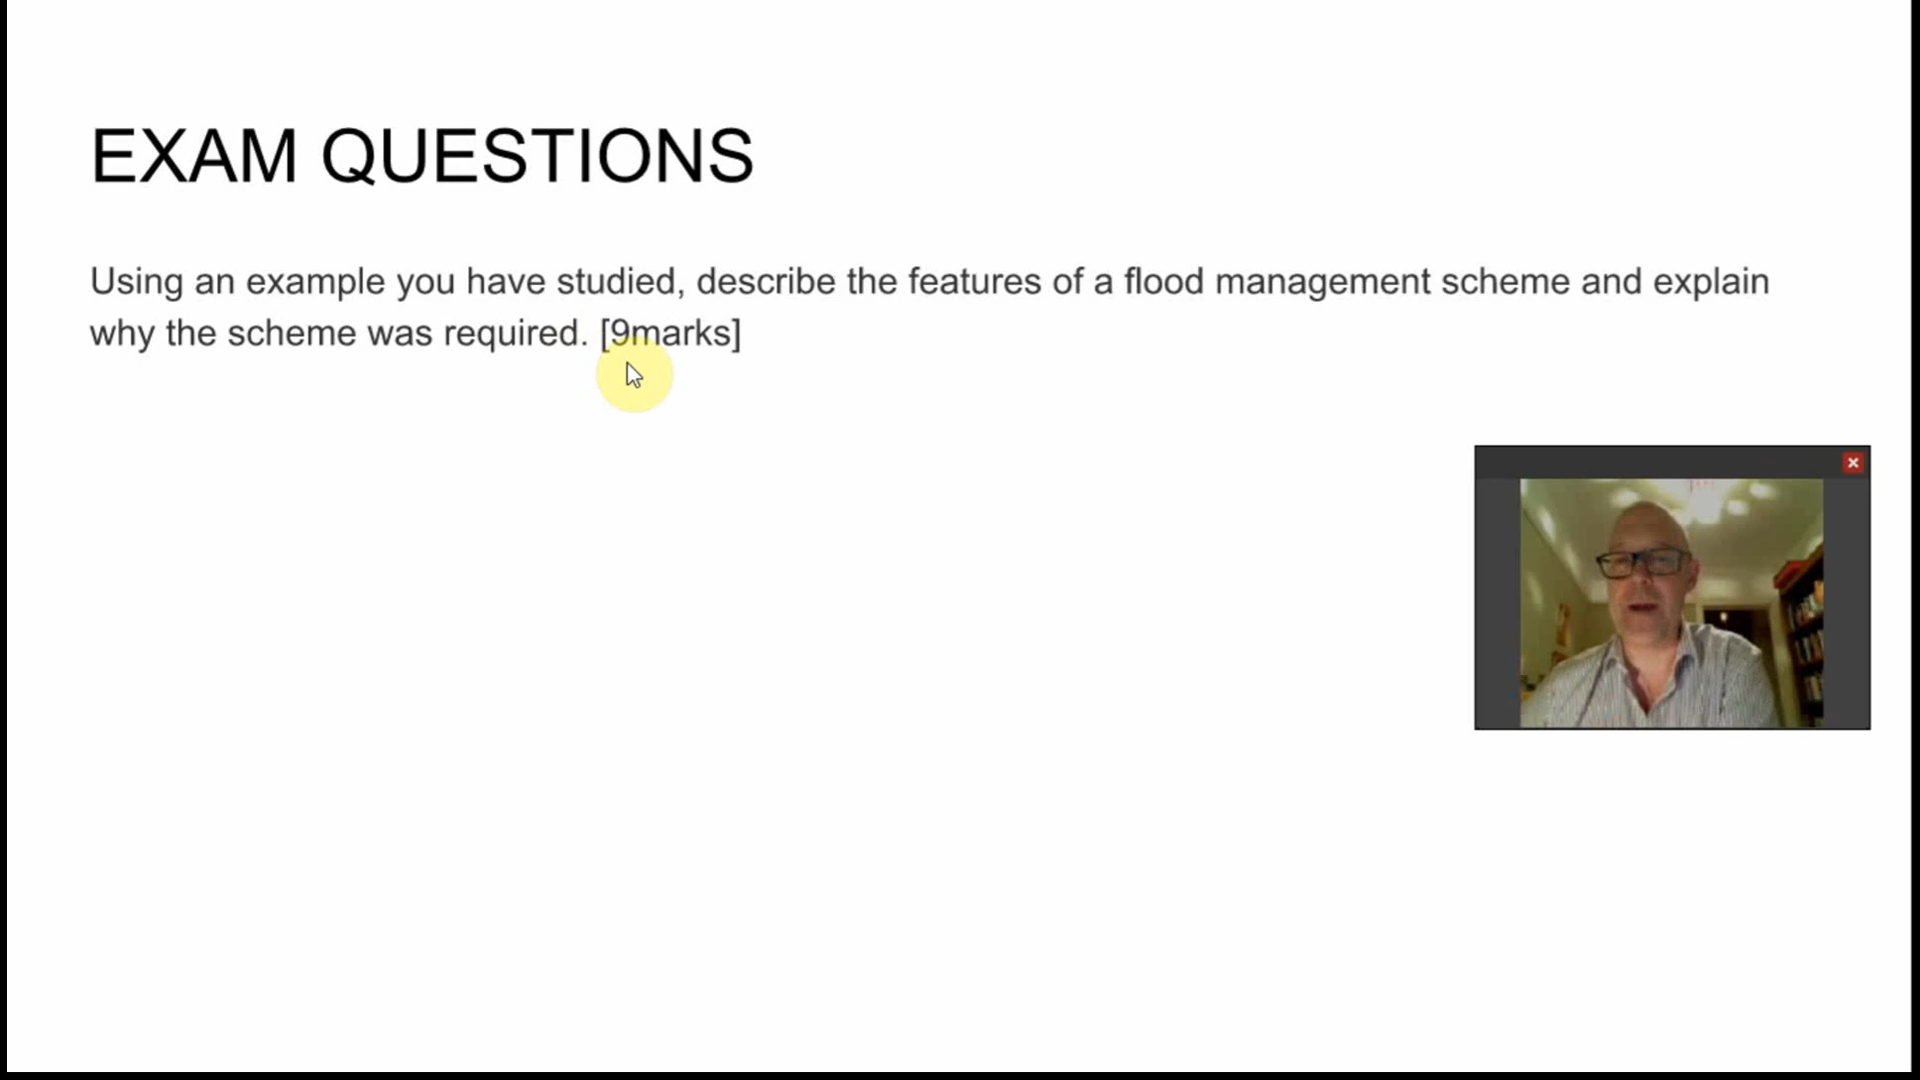 EXAM QUESTIONS
Using an example you have studied, describe the features of a flood management scheme and explain
why the scheme was required. [9marks]